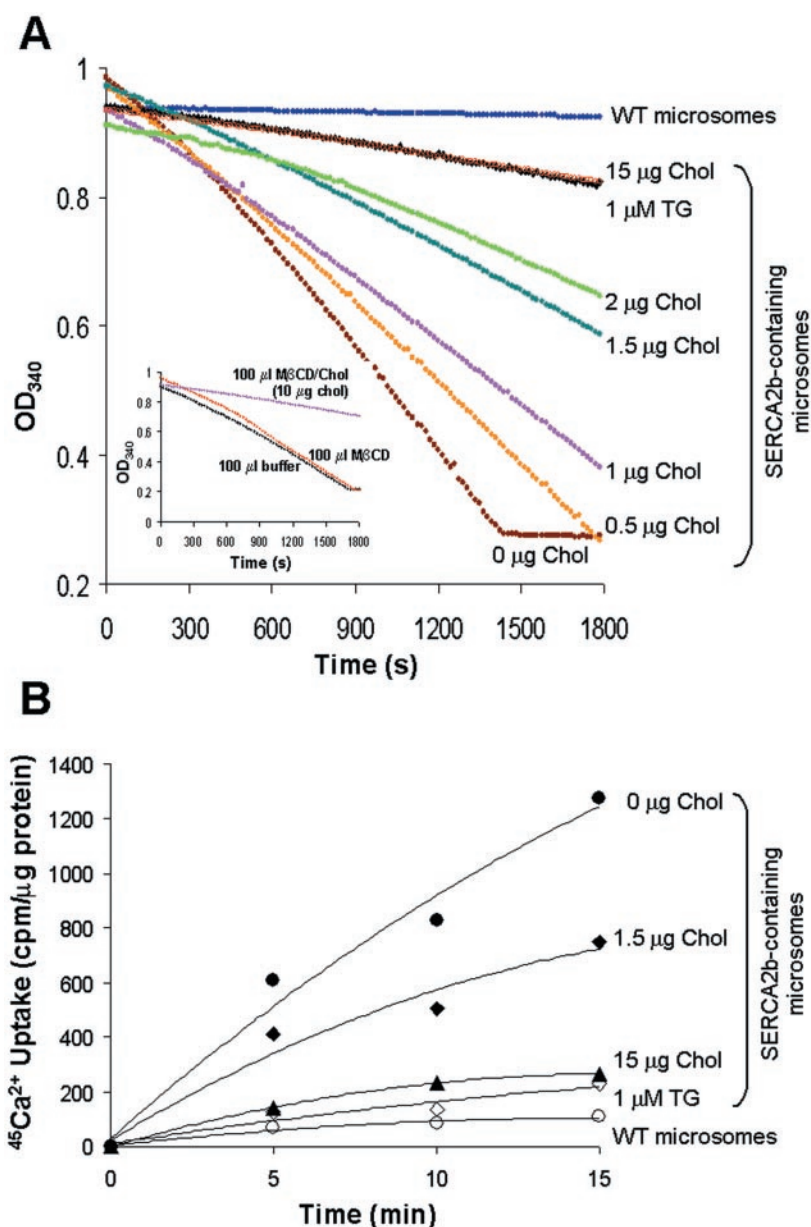 A
OD340
1
0.8
0.6
0.4
0.2
0 300 600 900 1200 1500 1800
Time (s)
WT microsomes
15 μg Chol
1 μM TG
2 μg Chol
1.5 μg Chol
1 μg Chol
0.5 μg Chol
0 μg Chol
SERCA2b-containing
microsomes
OD340
1
0.8
0.6
0.4
0.2
0
0 300 600 900 1200 1500 1800
Time (s)
100 μl MβCD/Chol
(10 μg chol)
100 μl buffer
100 μl MβCD
B
45Ca2+ Uptake (cpm/μg protein)
1400
1200
1000
800
600
400
200
0
0 5 10 15
Time (min)
0 μg Chol
1.5 μg Chol
15 μg Chol
1 μM TG
WT microsomes
SERCA2b-containing
microsomes